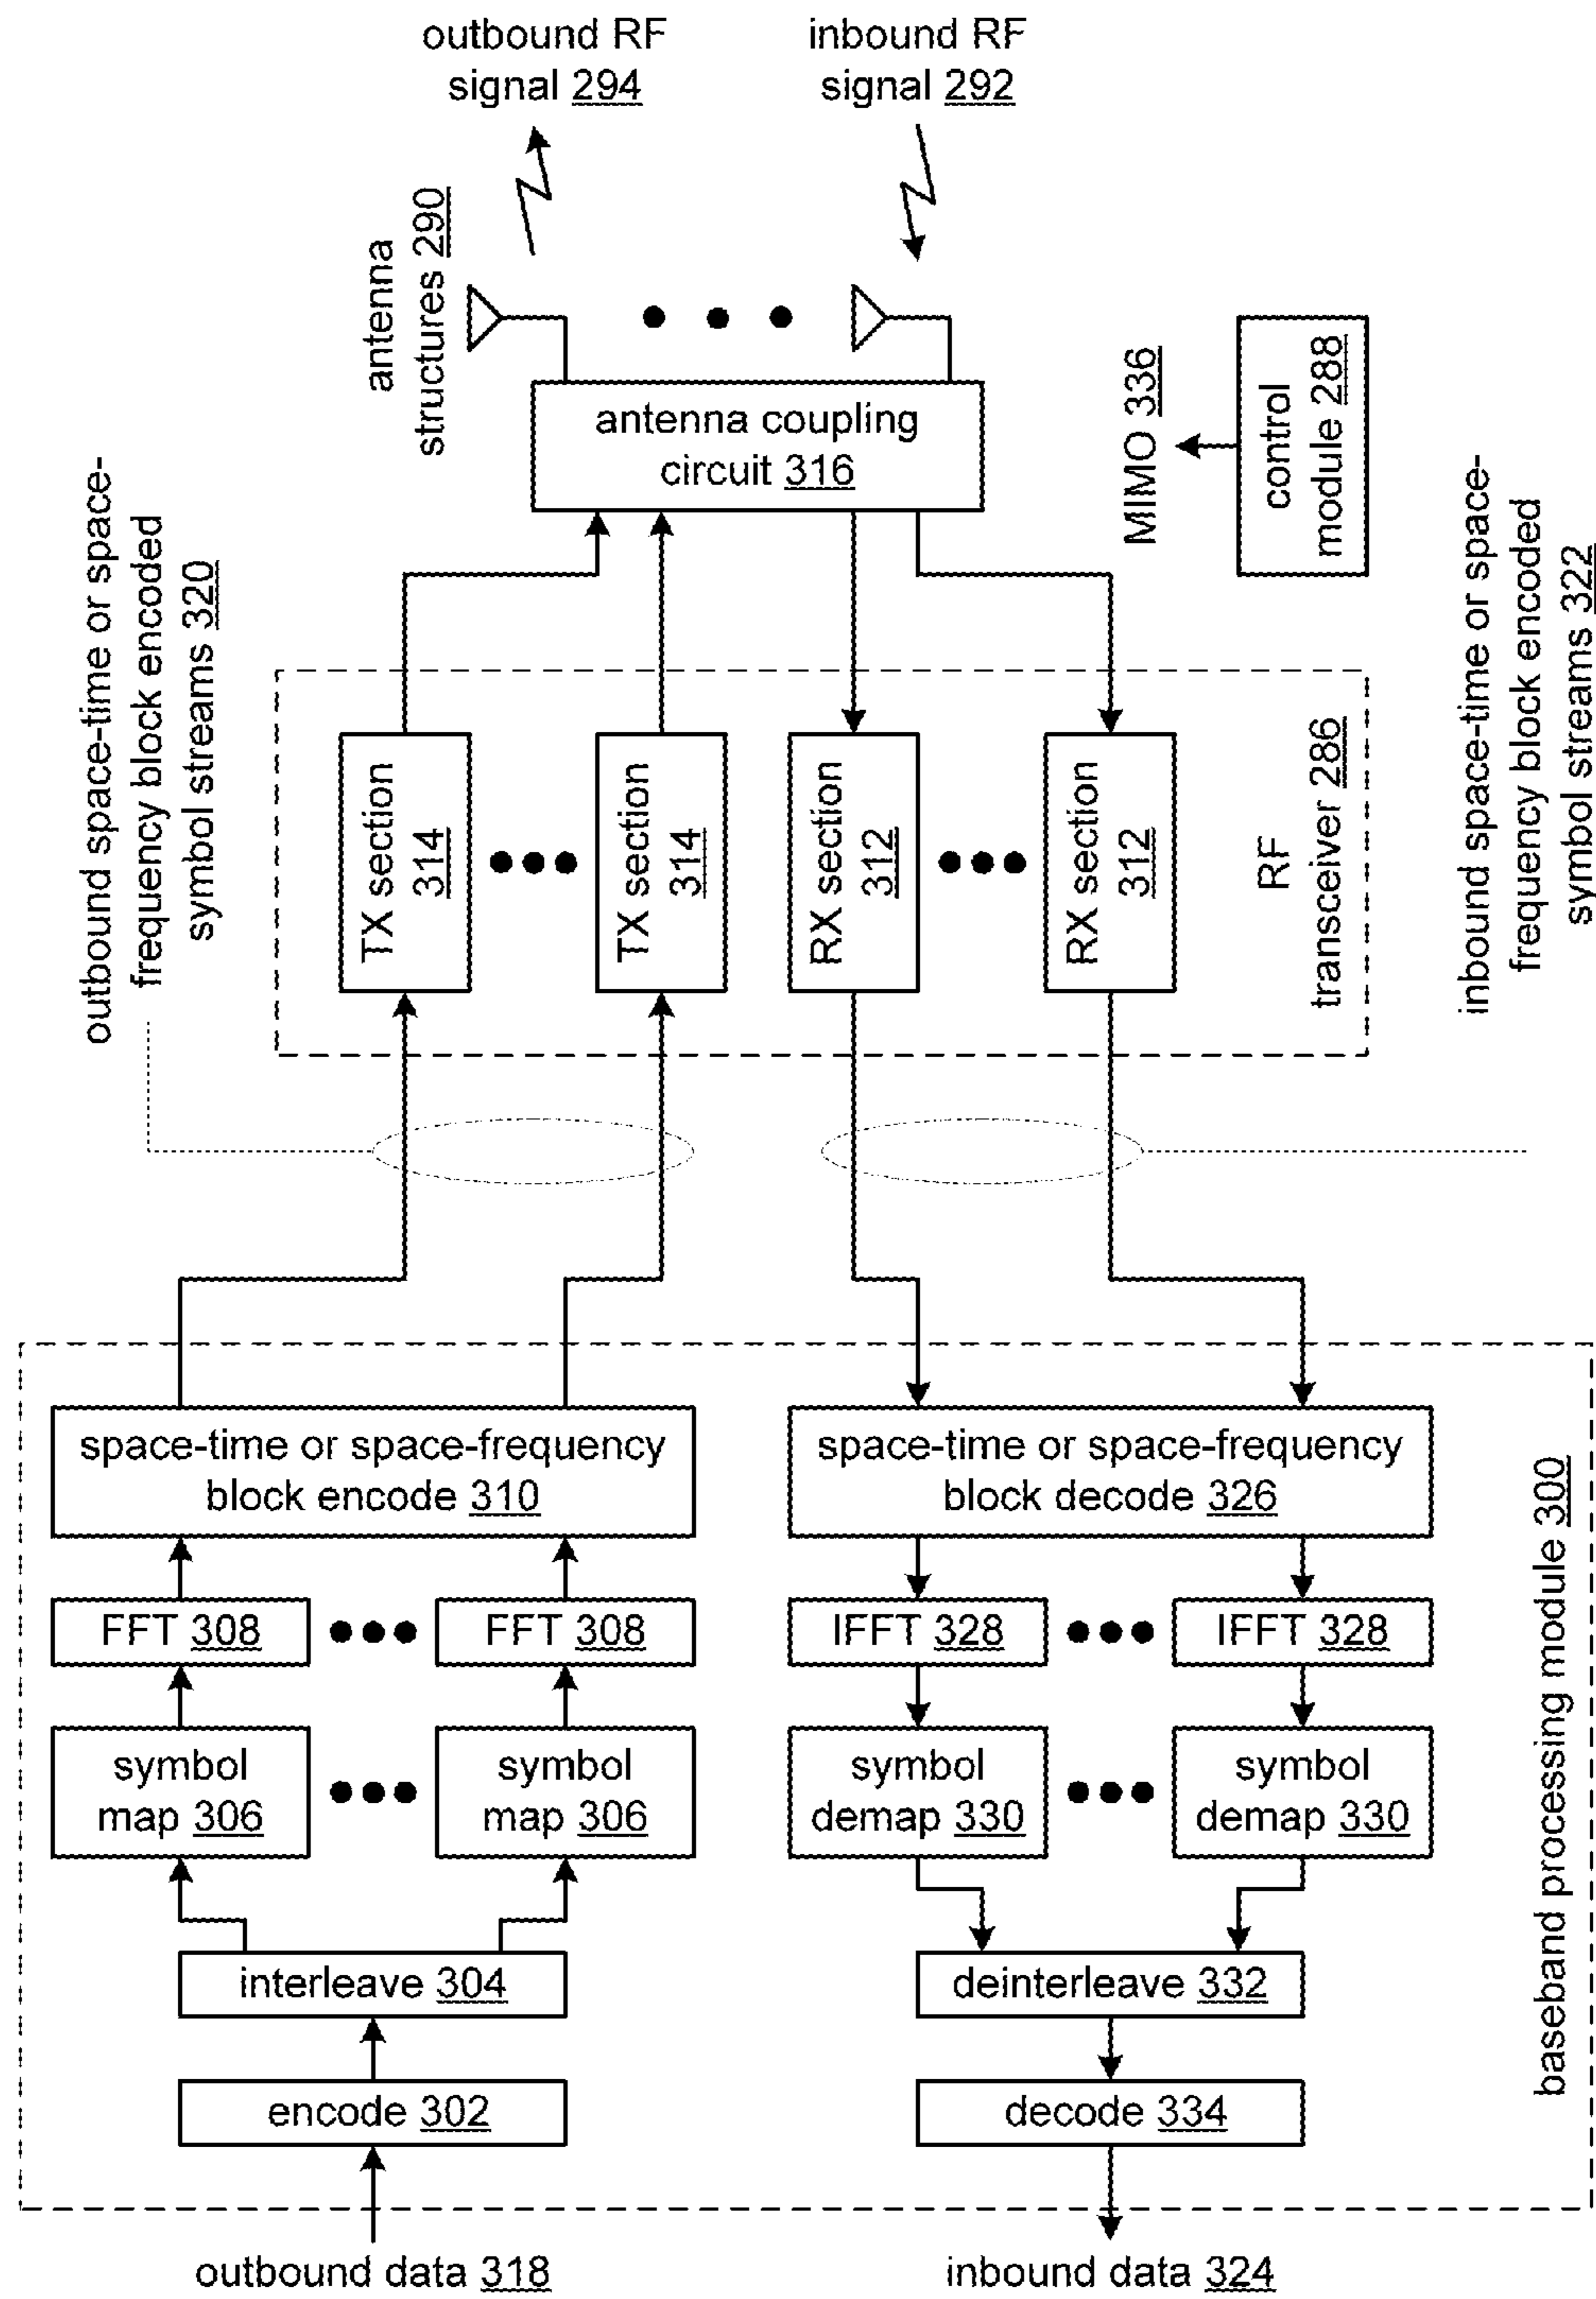 outbound RF
signal 294
inbound RF
signal 292
antenna
structures 290
antenna coupling
circuit 316
MIMO 336
control
module 288
outbound space-time or space-
frequency block encoded
symbol streams 320
inbound space-time or space-
frequency block encoded
symbol streams 322
TX section
314
TX section
314
RX section
312
RX section
312
RF
transceiver 286
space-time or space-frequency
block encode 310
space-time or space-frequency
block decode 326
FFT 308
FFT 308
IFFT 328
IFFT 328
symbol
map 306
symbol
map 306
symbol
demap 330
symbol
demap 330
interleave 304
deinterleave 332
encode 302
decode 334
baseband processing module 300
outbound data 318
inbound data 324